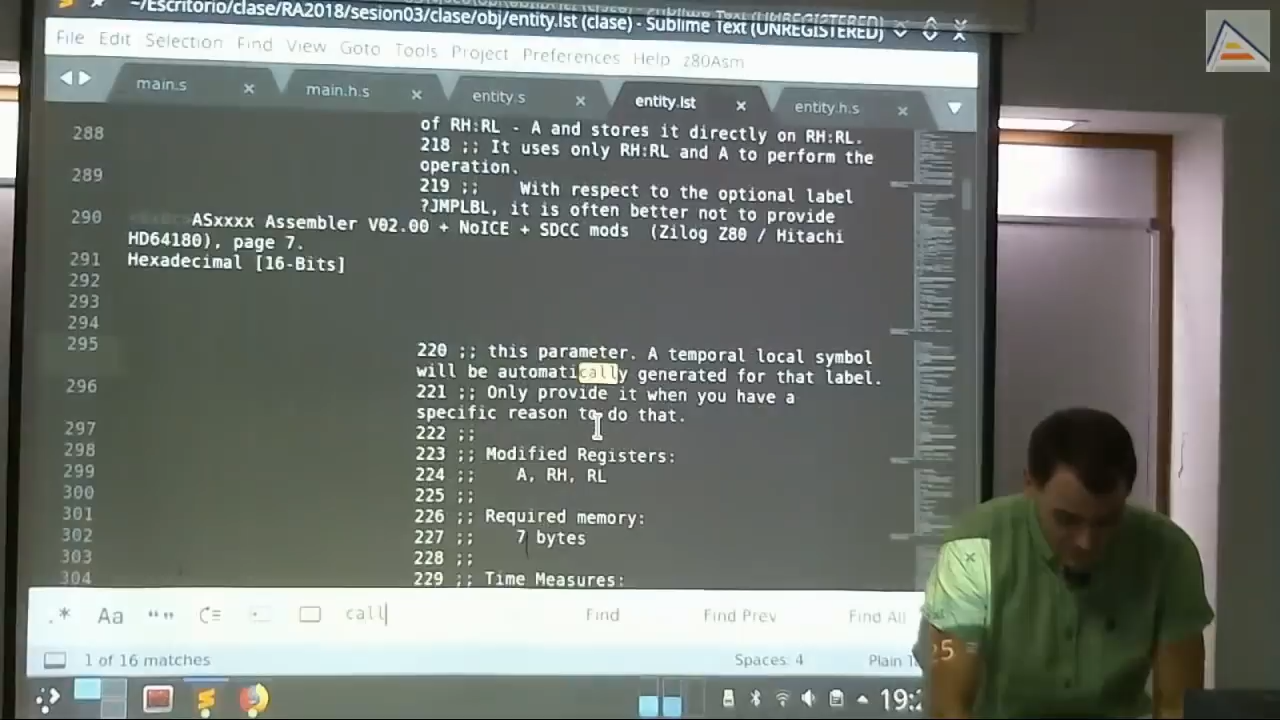 ~/Escritorio/clase/RA2018/sesion03/clase/obj/entity.lst (clase) - Sublime Text (UNREGISTERED)
File Edit Selection Find View Goto Tools Project Preferences Help z80Asm
main.s main.h.s entity.s entity.lst entity.h.s
288 of RH:RL - A and stores it directly on RH:RL.
289 218 ;; It uses only RH:RL and A to perform the
operation.
290 219 ;; With respect to the optional label
?JMPLBL, it is often better not to provide
ASxxxx Assembler V02.00 + NoICE + SDCC mods (Zilog Z80 / Hitachi
HD64180), page 7.
291 Hexadecimal [16-Bits]
292
293
294
295 220 ;; this parameter. A temporal local symbol
will be automatically generated for that label.
296 221 ;; Only provide it when you have a
specific reason to do that.
297 222 ;;
298 223 ;; Modified Registers:
299 224 ;; A, RH, RL
300 225 ;;
301 226 ;; Required memory:
302 227 ;; 7 bytes
303 228 ;;
304 229 ;; Time Measures:
.* Aa “” call Find Find Prev Find All
1 of 16 matches Spaces: 4 Plain